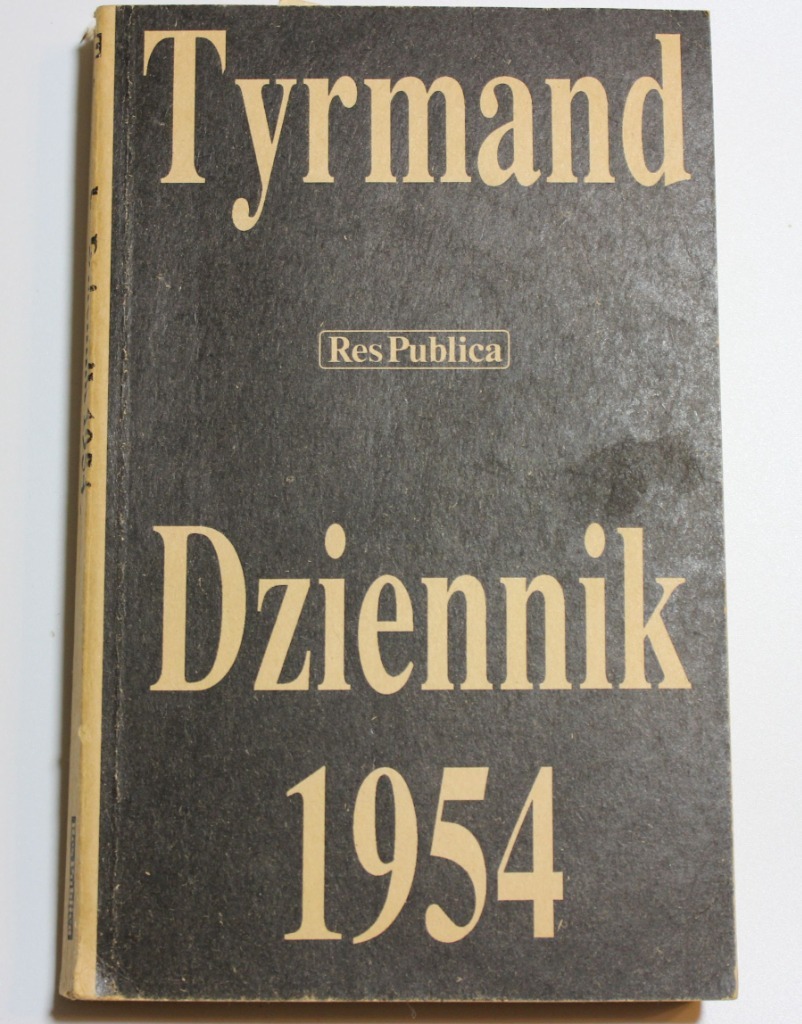 Tyrmand
Res Publica
Dziennik
1954